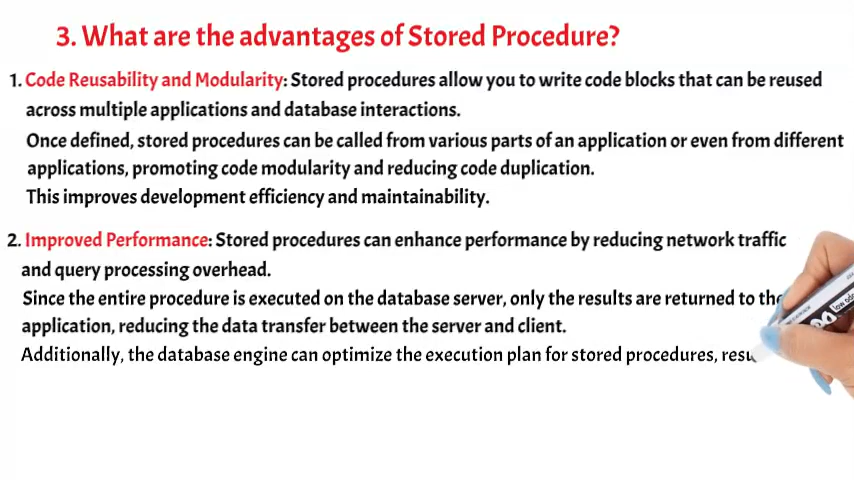 3. What are the advantages of Stored Procedure?
1. Code Reusability and Modularity: Stored procedures allow you to write code blocks that can be reused
across multiple applications and database interactions.
Once defined, stored procedures can be called from various parts of an application or even from different
applications, promoting code modularity and reducing code duplication.
This improves development efficiency and maintainability.
2. Improved Performance: Stored procedures can enhance performance by reducing network traffic
and query processing overhead.
Since the entire procedure is executed on the database server, only the results are returned to the
application, reducing the data transfer between the server and client.
Additionally, the database engine can optimize the execution plan for stored procedures,